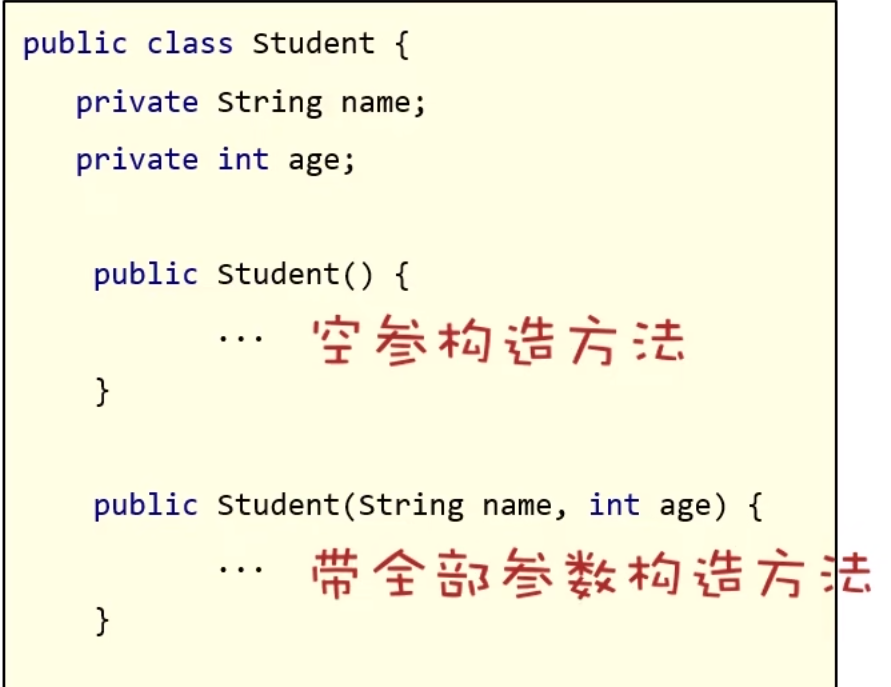 public class Student {
private String name;
private int age;
public Student() {
... 空参构造方法
}
public Student(String name, int age) {
... 带全部参数构造方法
}